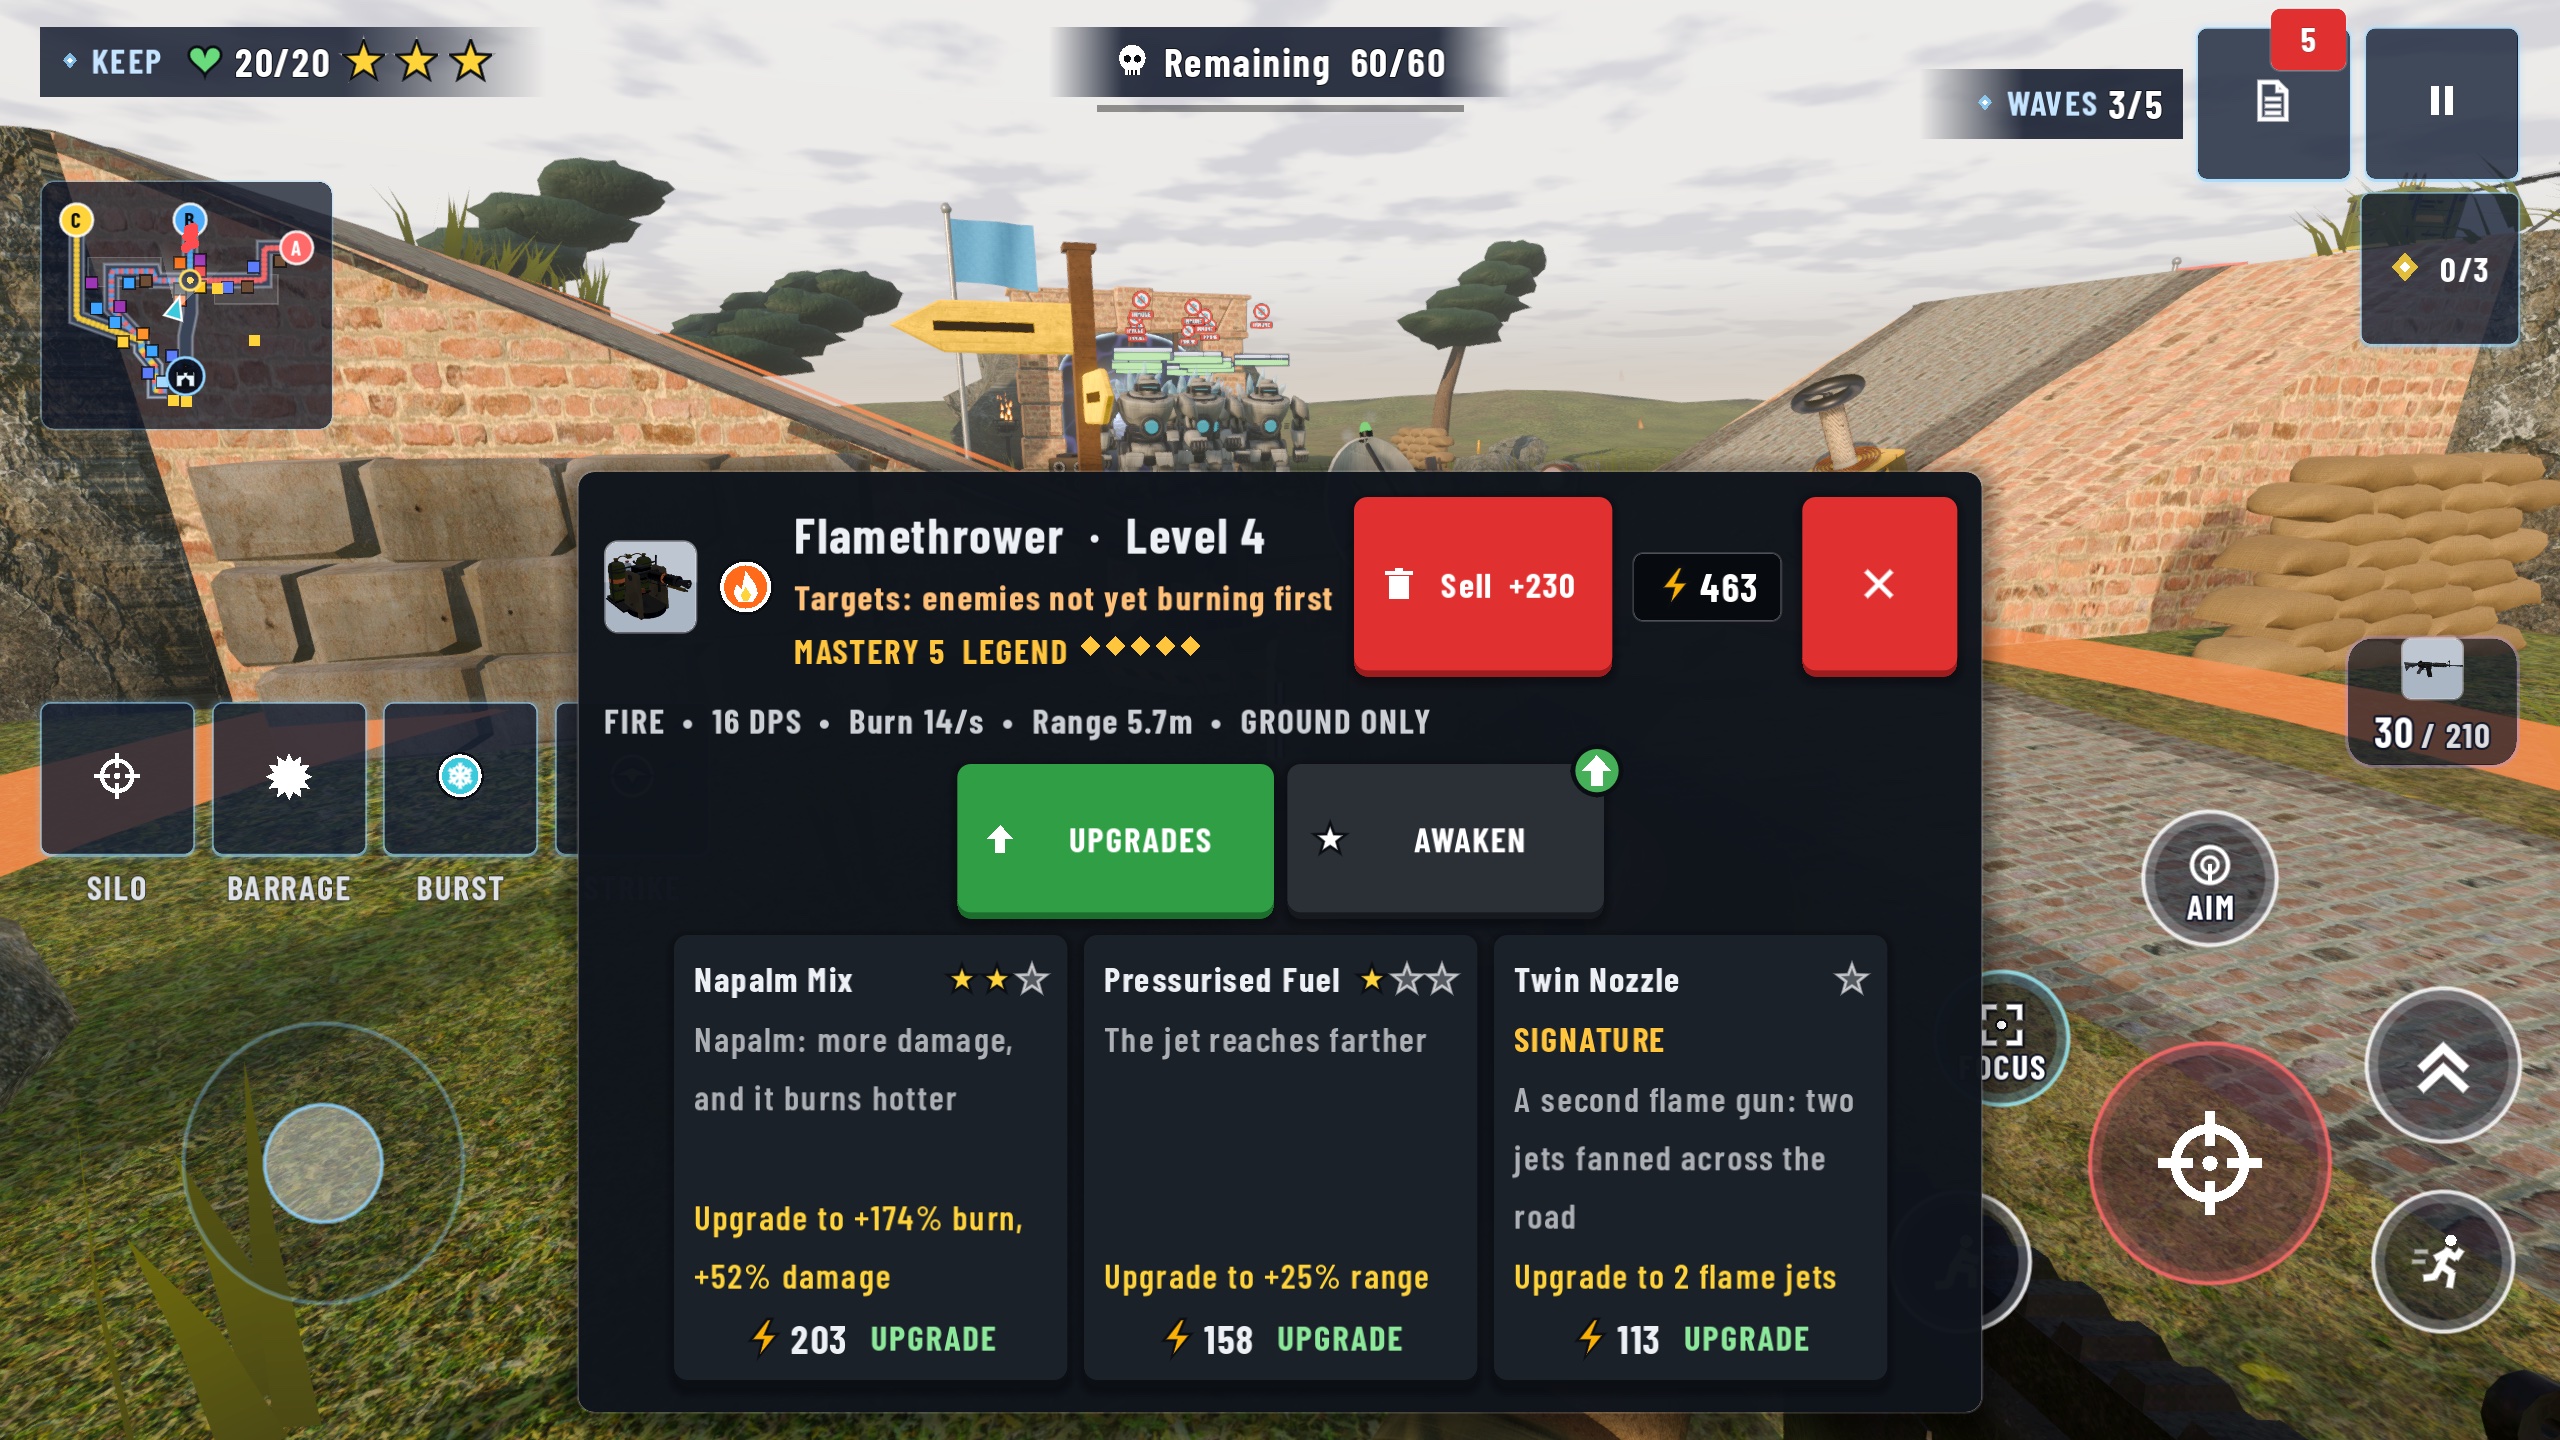 KEEP 20/20
Remaining 60/60
5
WAVES 3/5
C
B
A
0/3
Flamethrower · Level 4
Targets: enemies not yet burning first
MASTERY 5 LEGEND
Sell +230
463
FIRE • 16 DPS • Burn 14/s • Range 5.7m • GROUND ONLY
30 / 210
UPGRADES
AWAKEN
SILO
BARRAGE
BURST
STRIKE
AIM
Napalm Mix
Napalm: more damage,
and it burns hotter
Upgrade to +174% burn,
+52% damage
203 UPGRADE
Pressurised Fuel
The jet reaches farther
Upgrade to +25% range
158 UPGRADE
Twin Nozzle
SIGNATURE
A second flame gun: two
jets fanned across the
road
Upgrade to 2 flame jets
113 UPGRADE
FOCUS